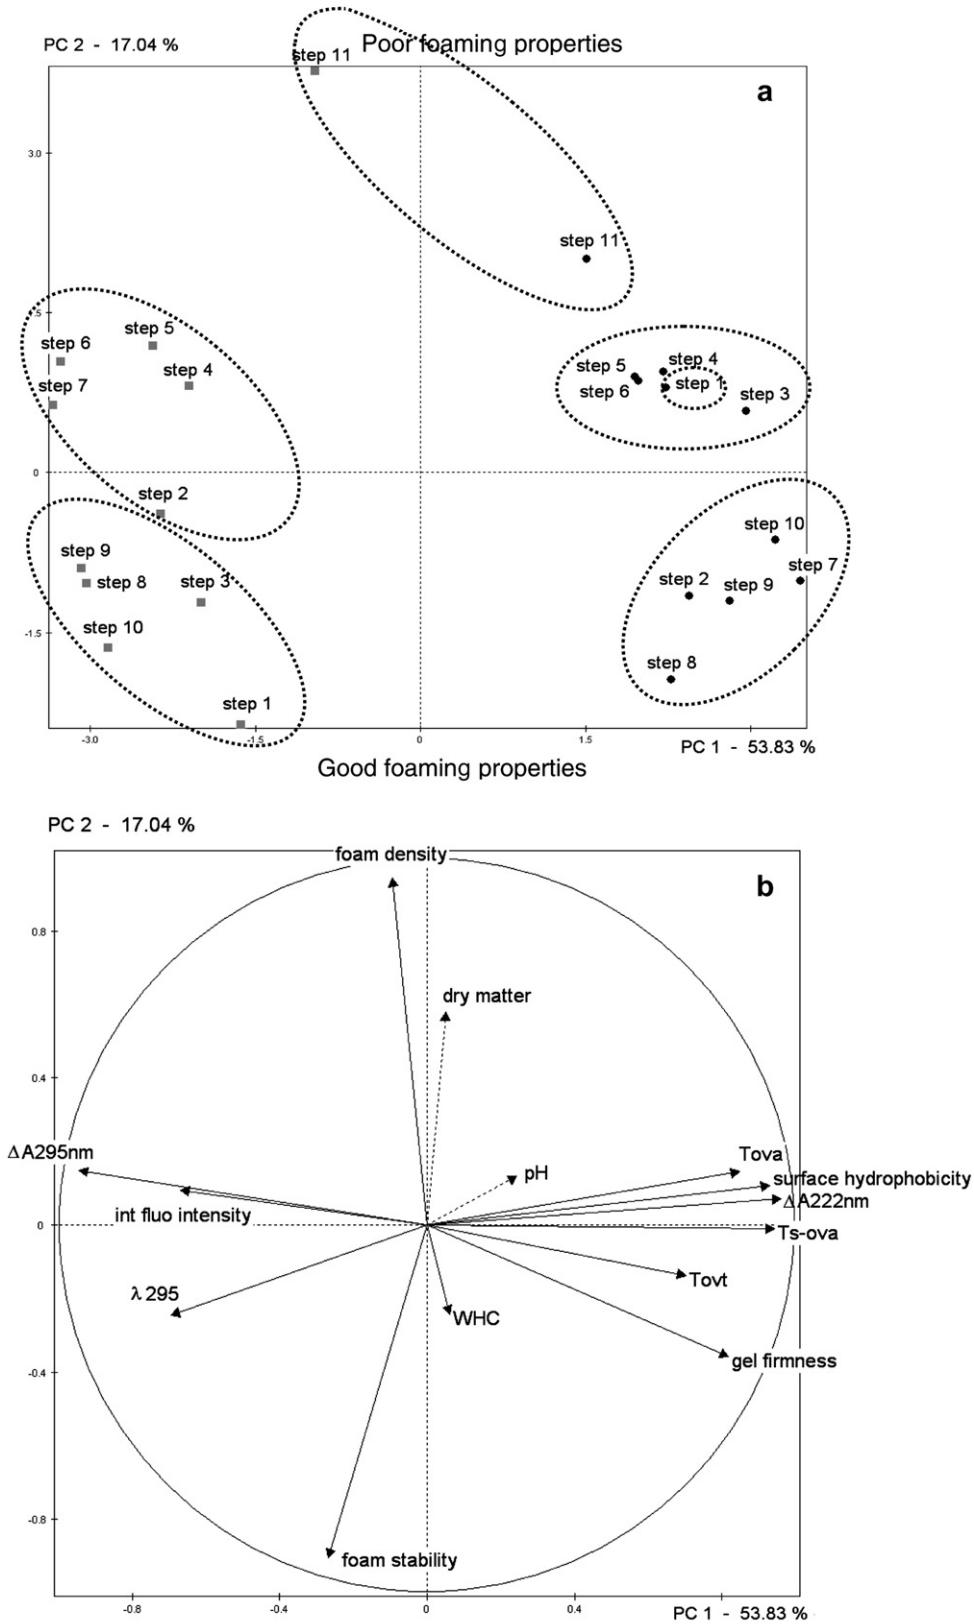 PC 2 - 17.04 %
Poor foaming properties
step 11
a
3.0
step 11
.5
step 5
step 6
step 4
step 7
step 5
step 4
step 6
step 1
step 3
0
step 2
step 10
step 9
step 7
step 8
step 3
step 2
step 9
step 10
-1.5
step 8
step 1
-3.0
-1.5
0
1.5
PC 1 - 53.83 %
Good foaming properties
PC 2 - 17.04 %
foam density
b
0.8
dry matter
0.4
ΔA295nm
Tova
pH
surface hydrophobicity
ΔA222nm
int fluo intensity
0
Ts-ova
Tovt
λ 295
WHC
gel firmness
-0.4
-0.8
foam stability
-0.8
-0.4
0
0.4
PC 1 - 53.83 %